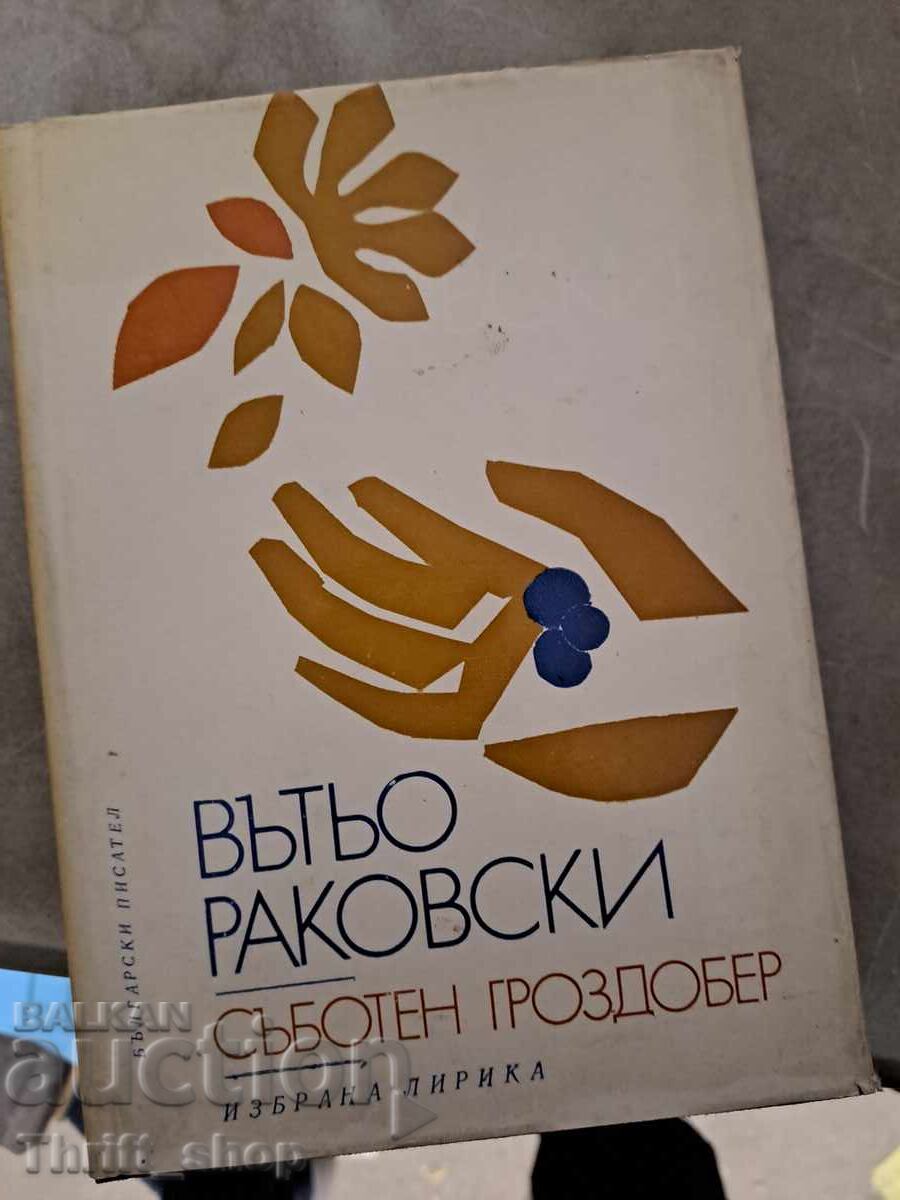 ВЪТЬО
РАКОВСКИ
СЪБОТЕН ГРОЗДОБЕР
ИЗБРАНА ЛИРИКА
БЪЛГАРСКИ ПИСАТЕЛ
BALKAN
auction
Thrift_shop